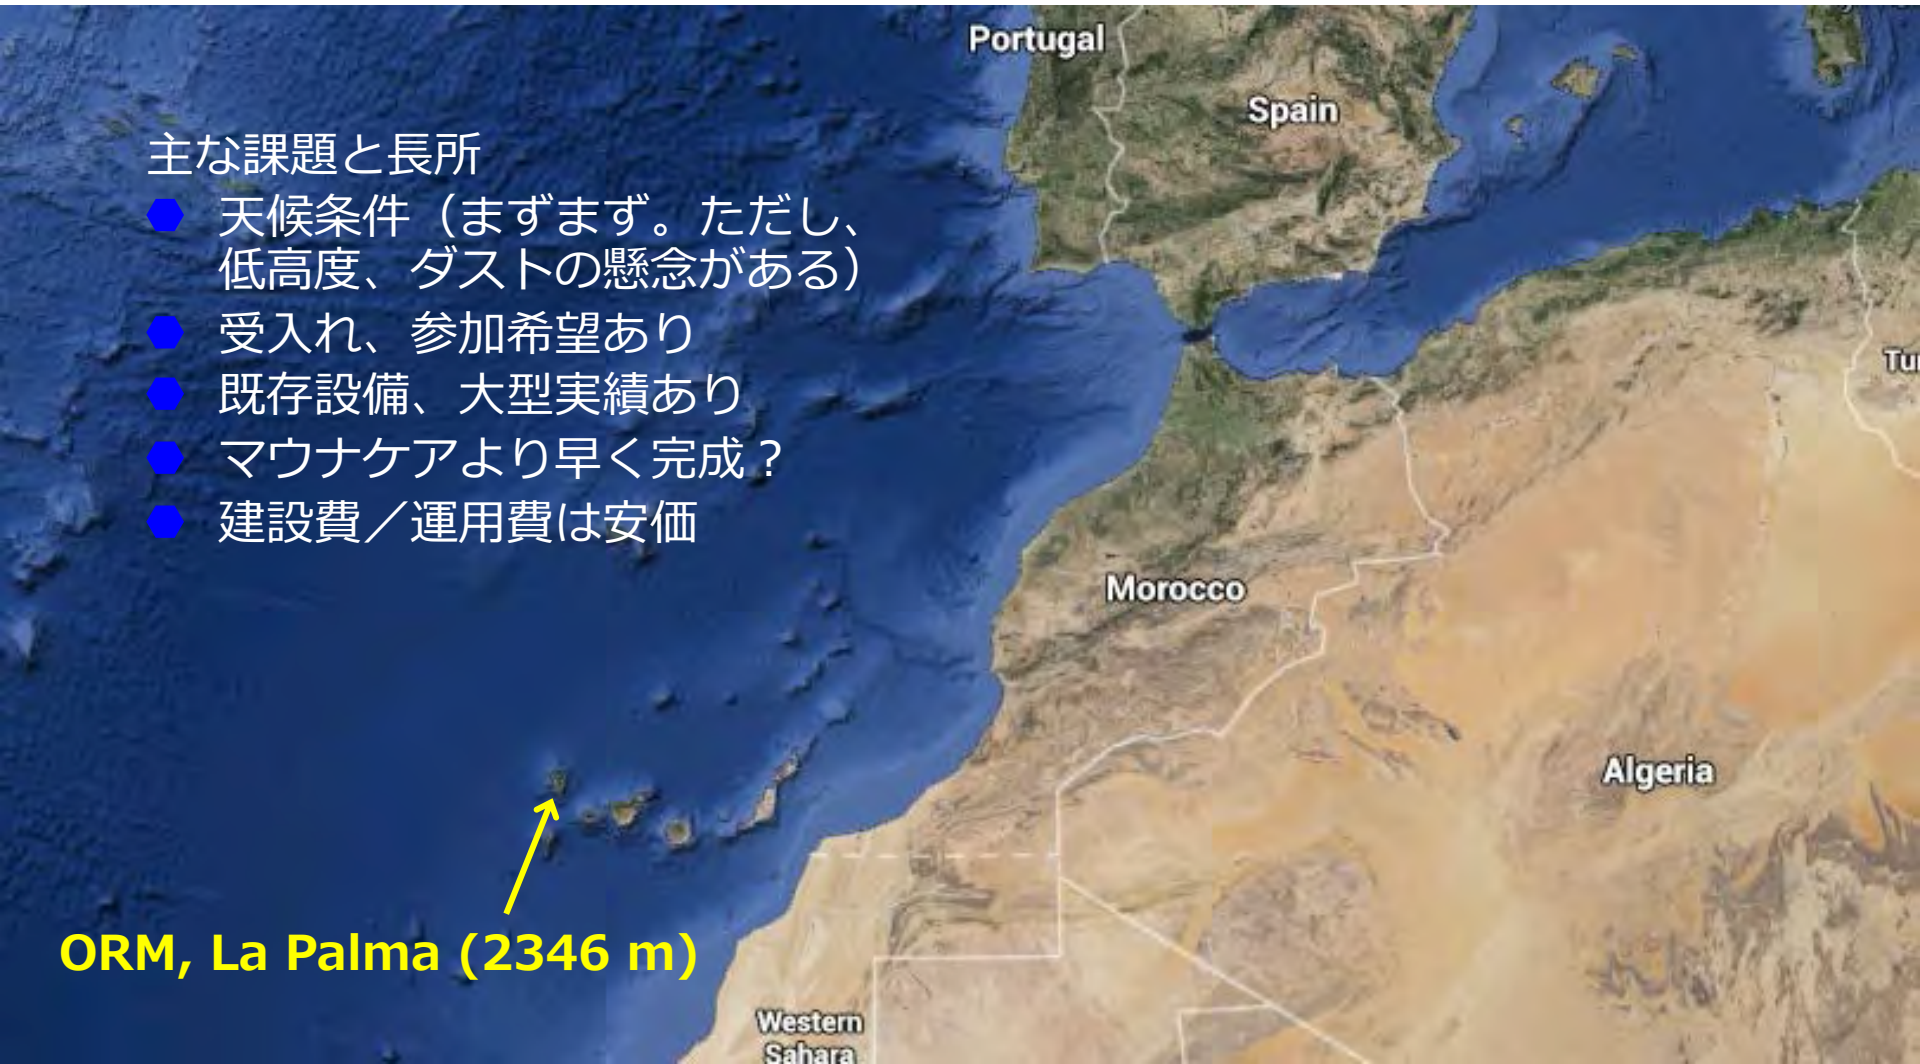 Portugal
Spain
主な課題と長所
天候条件（まずまず。ただし、
低高度、ダストの懸念がある）
受入れ、参加希望あり
既存設備、大型実績あり
マウナケアより早く完成？
建設費／運用費は安価
Tu
Morocco
Algeria
ORM, La Palma (2346 m)
Western
Sahara